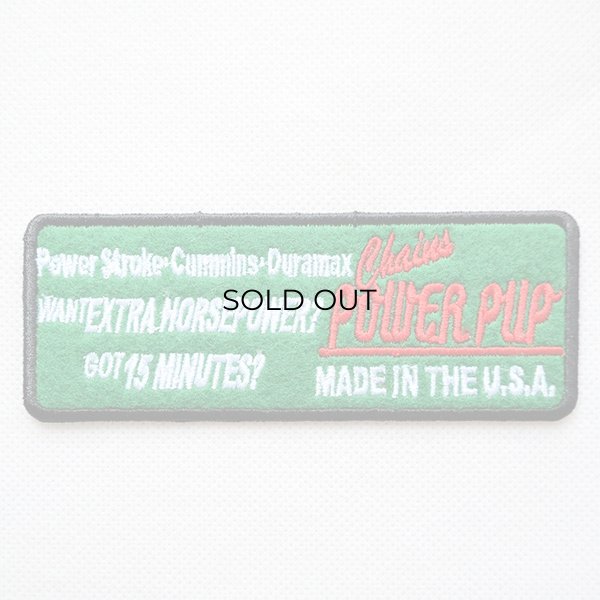 Power Stroke·Cummins·Duramax
WANT EXTRA HORSEPOWER?
GOT 15 MINUTES?
Chains
POWER PUP
MADE IN THE U.S.A.
SOLD OUT